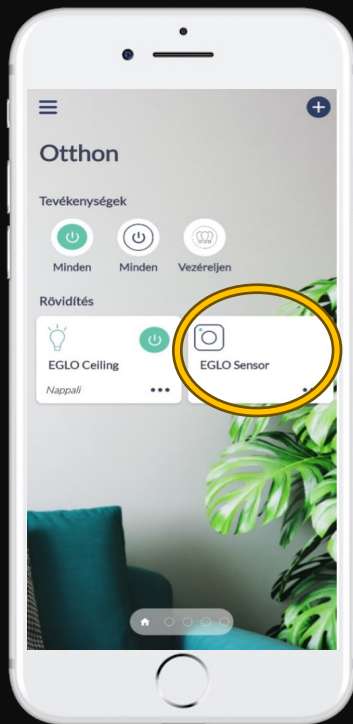 Otthon
Tevékenységek
Minden
Minden
Vezéreljen
Rövidítés
EGLO Ceiling
EGLO Sensor
Nappali